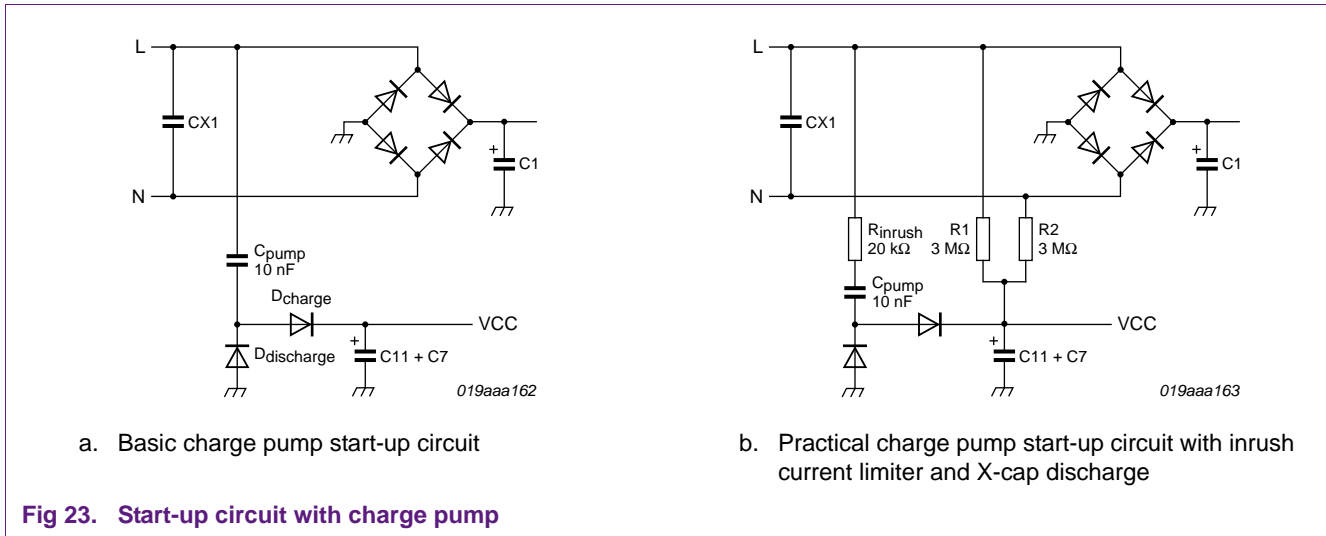 L
CX1
N
C1
Cpump
10 nF
Dcharge
Ddischarge
VCC
+
+
C11 + C7
019aaa162
a. Basic charge pump start-up circuit
L
CX1
N
C1
+
Rinrush
20 kΩ
R1
3 MΩ
R2
3 MΩ
Cpump
10 nF
VCC
+
C11 + C7
019aaa163
b. Practical charge pump start-up circuit with inrush
current limiter and X-cap discharge
Fig 23. Start-up circuit with charge pump